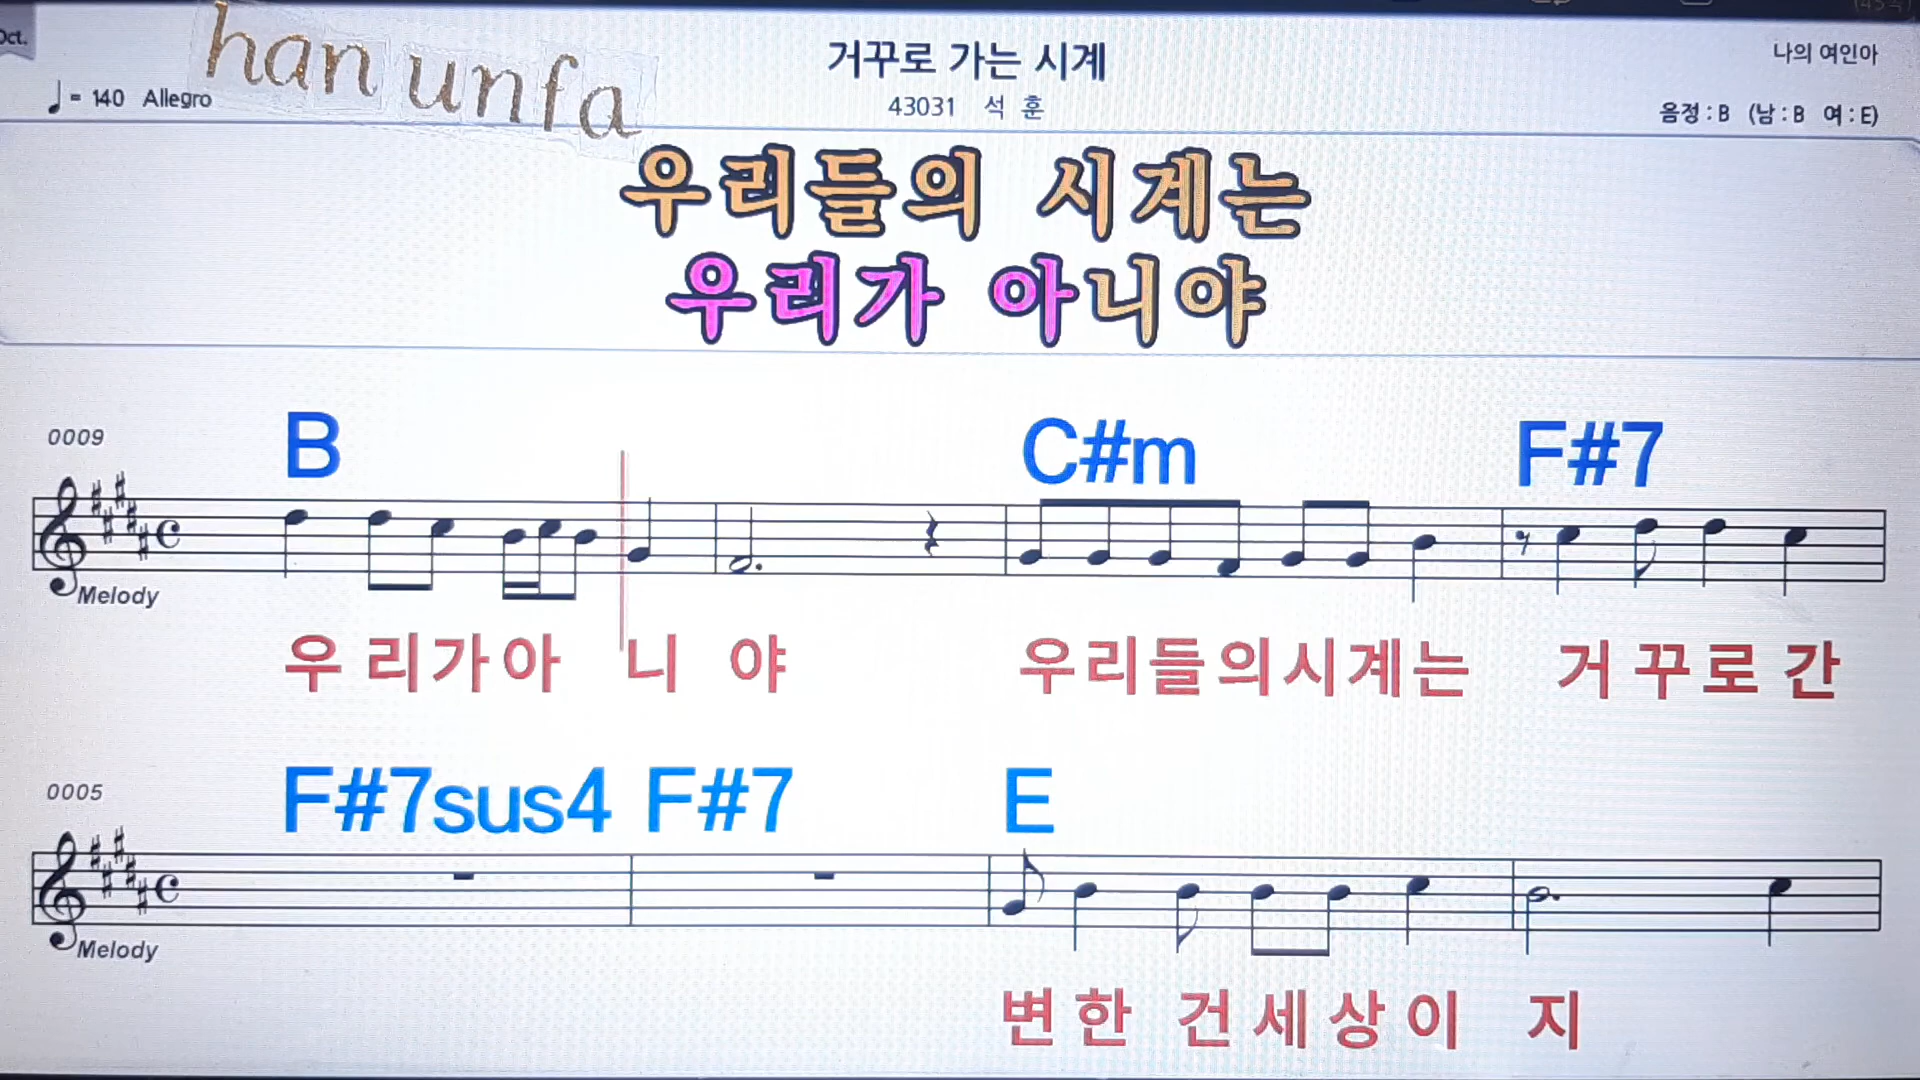 Oct.
han unfa
거꾸로 가는 시계
나의 여인아
♩ = 140 Allegro
43031 석 훈
음정 : B (남 : B 여 : E)
우리들의 시계는
우리가 아니야
0009
B C#m F#7
Melody
우 리가아 니 야 우리들의시계는 거 꾸로 간
0005
F#7sus4 F#7 E
Melody
변 한 건 세 상 이 지